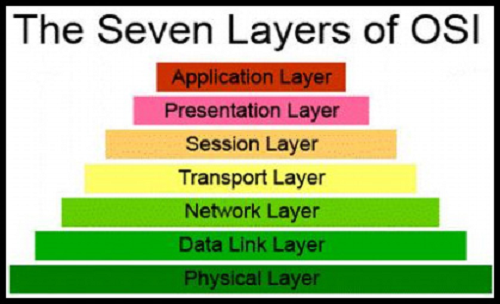 The Seven Layers of OSI
Application Layer
Presentation Layer
Session Layer
Transport Layer
Network Layer
Data Link Layer
Physical Layer